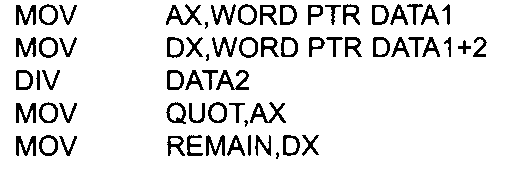 MOV AX,WORD PTR DATA1
MOV DX,WORD PTR DATA1+2
DIV DATA2
MOV QUOT,AX
MOV REMAIN,DX